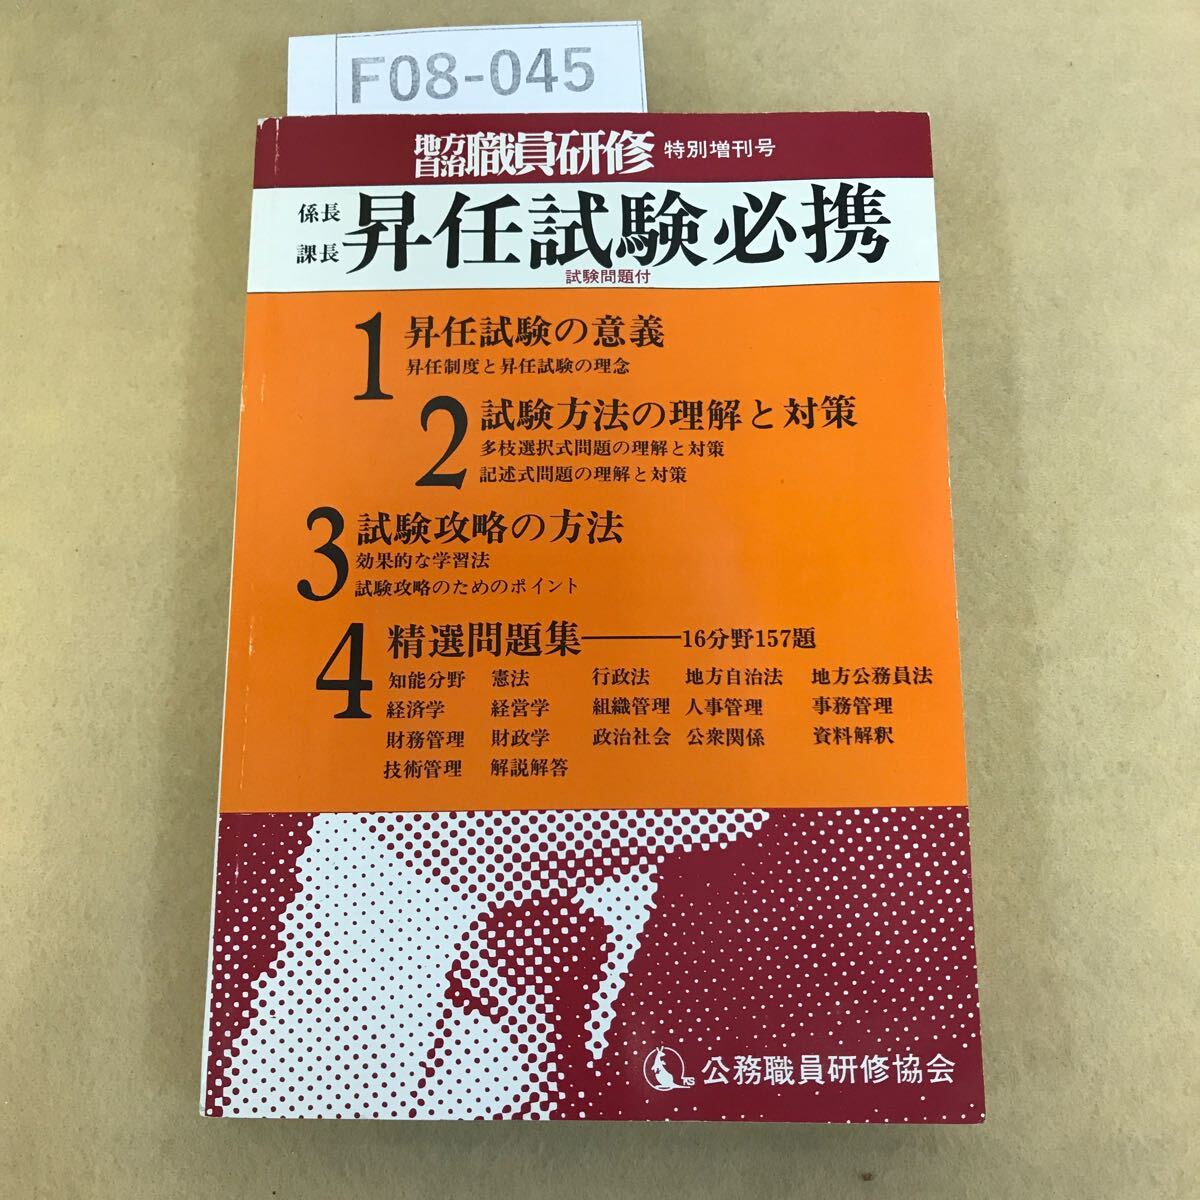 F08-045
地方自治職員研修 特別増刊号
係長
課長
昇任試験必携
試験問題付
1 昇任試験の意義
昇任制度と昇任試験の理念
2 試験方法の理解と対策
多枝選択式問題の理解と対策
記述式問題の理解と対策
3 試験攻略の方法
効果的な学習法
試験攻略のためのポイント
4 精選問題集——16分野157題
知能分野 憲法 行政法 地方自治法 地方公務員法
経済学 経営学 組織管理 人事管理 事務管理
財務管理 財政学 政治社会 公衆関係 資料解釈
技術管理 解説解答
KS 公務職員研修協会